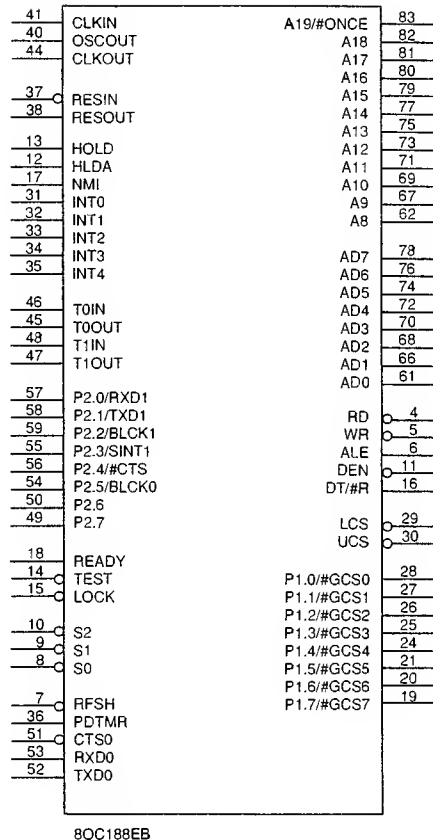 41 CLKIN
40 OSCOUT
44 CLKOUT
37 RESIN
38 RESOUT
13 HOLD
12 HLDA
17 NMI
31 INT0
32 INT1
33 INT2
34 INT3
35 INT4
46 T0IN
45 T0OUT
48 T1IN
47 T1OUT
57 P2.0/RXD1
58 P2.1/TXD1
59 P2.2/BLCK1
55 P2.3/SINT1
56 P2.4/#CTS
54 P2.5/BLCK0
50 P2.6
49 P2.7
18 READY
14 TEST
15 LOCK
10 S2
9 S1
8 S0
7 RFSH
36 PDTMR
51 CTS0
53 RXD0
52 TXD0
A19/#ONCE 83
A18 82
A17 81
A16 80
A15 79
A14 77
A13 75
A12 73
A11 71
A10 69
A9 67
A8 62
AD7 78
AD6 76
AD5 74
AD4 72
AD3 70
AD2 68
AD1 66
AD0 61
RD 4
WR 5
ALE 6
DEN 11
DT/#R 16
LCS 29
UCS 30
P1.0/#GCS0 28
P1.1/#GCS1 27
P1.2/#GCS2 26
P1.3/#GCS3 25
P1.4/#GCS4 24
P1.5/#GCS5 21
P1.6/#GCS6 20
P1.7/#GCS7 19
80C188EB